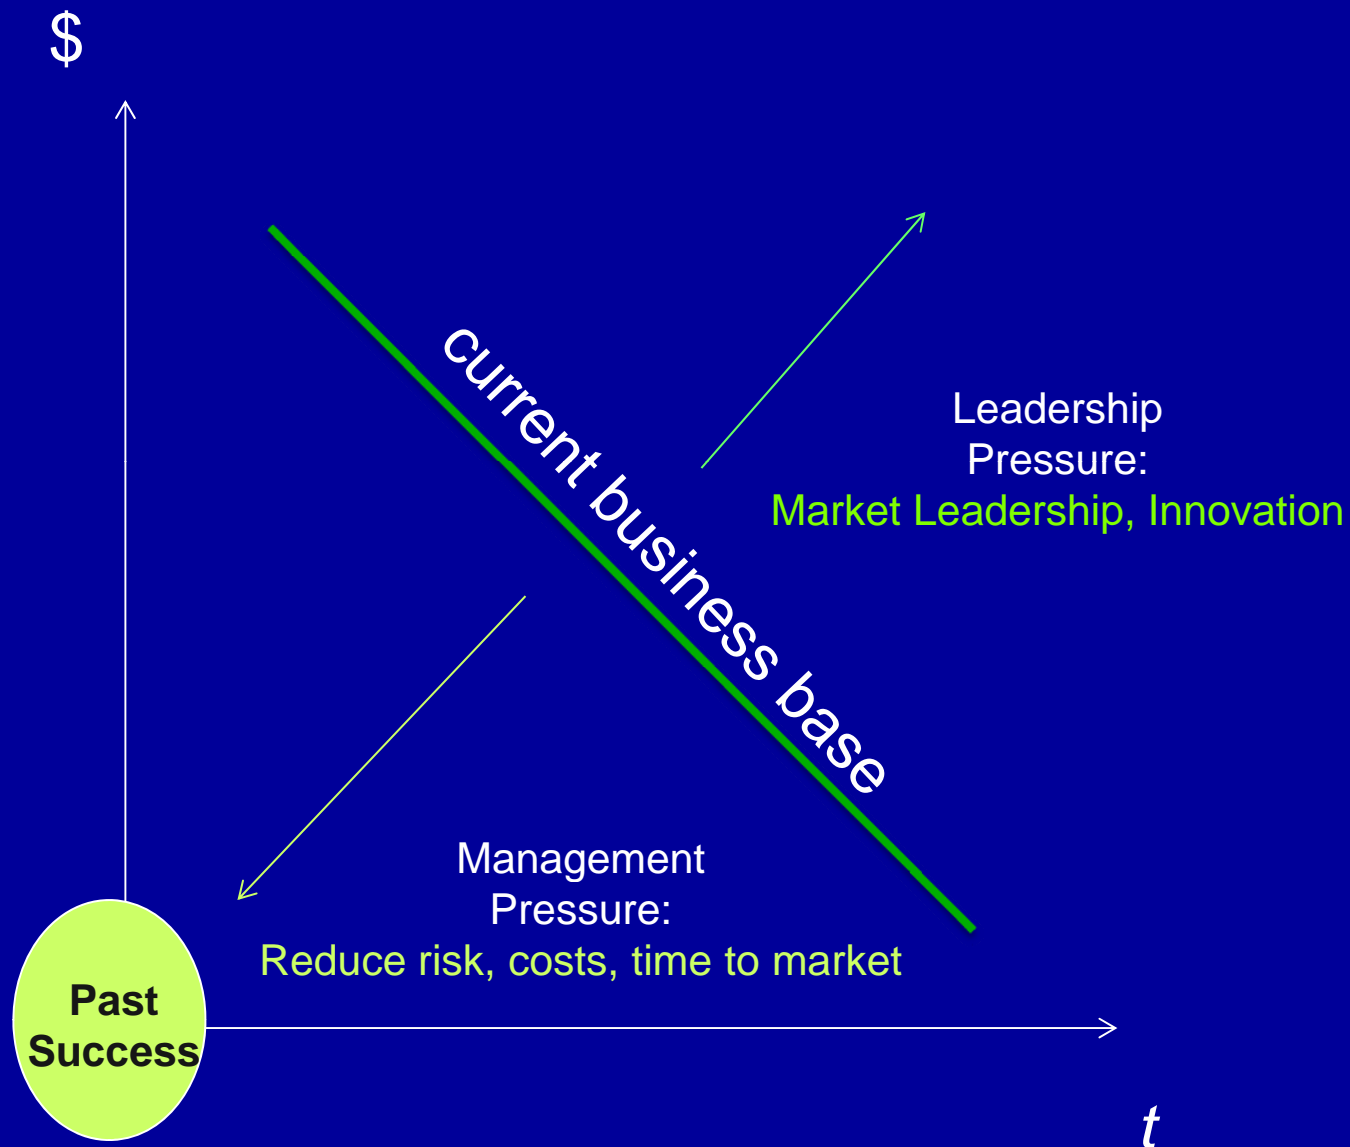 $
current business base
Leadership
Pressure:
Market Leadership, Innovation
Management
Pressure:
Reduce risk, costs, time to market
Past
Success
t